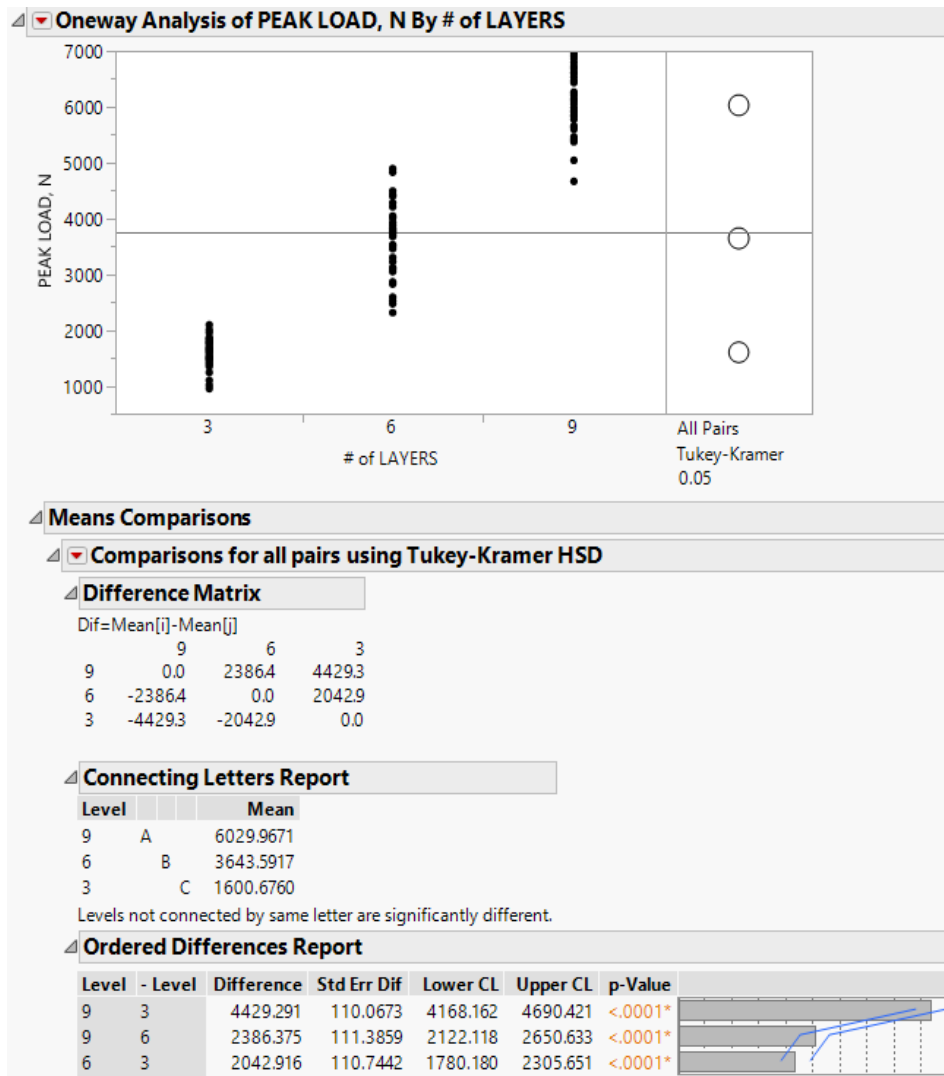 Oneway Analysis of PEAK LOAD, N By # of LAYERS
7000
6000
5000
4000
3000
2000
1000
PEAK LOAD, N
3 6 9 All Pairs
Tukey-Kramer
0.05
# of LAYERS
Means Comparisons
Comparisons for all pairs using Tukey-Kramer HSD
Difference Matrix
Dif=Mean[i]-Mean[j]
9 6 3
9 0.0 2386.4 4429.3
6 -2386.4 0.0 2042.9
3 -4429.3 -2042.9 0.0
Connecting Letters Report
Level Mean
9 A 6029.9671
6 B 3643.5917
3 C 1600.6760
Levels not connected by same letter are significantly different.
Ordered Differences Report
Level - Level Difference Std Err Dif Lower CL Upper CL p-Value
9 3 4429.291 110.0673 4168.162 4690.421 <.0001*
9 6 2386.375 111.3859 2122.118 2650.633 <.0001*
6 3 2042.916 110.7442 1780.180 2305.651 <.0001*